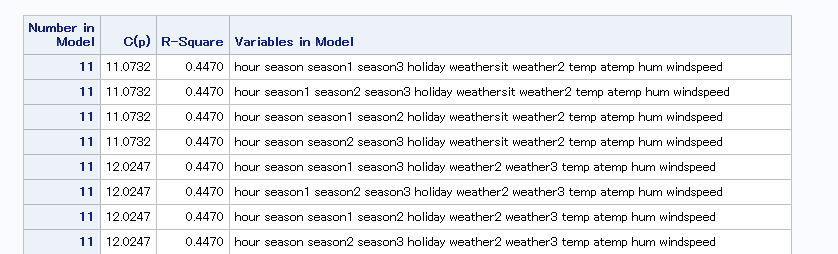 Number in Model C(p) R-Square Variables in Model
11 11.0732 0.4470 hour season season1 season3 holiday weathersit weather2 temp atemp hum windspeed
11 11.0732 0.4470 hour season1 season2 season3 holiday weathersit weather2 temp atemp hum windspeed
11 11.0732 0.4470 hour season season1 season2 holiday weathersit weather2 temp atemp hum windspeed
11 11.0732 0.4470 hour season season2 season3 holiday weathersit weather2 temp atemp hum windspeed
11 12.0247 0.4470 hour season season1 season3 holiday weather2 weather3 temp atemp hum windspeed
11 12.0247 0.4470 hour season1 season2 season3 holiday weather2 weather3 temp atemp hum windspeed
11 12.0247 0.4470 hour season season1 season2 holiday weather2 weather3 temp atemp hum windspeed
11 12.0247 0.4470 hour season season2 season3 holiday weather2 weather3 temp atemp hum windspeed